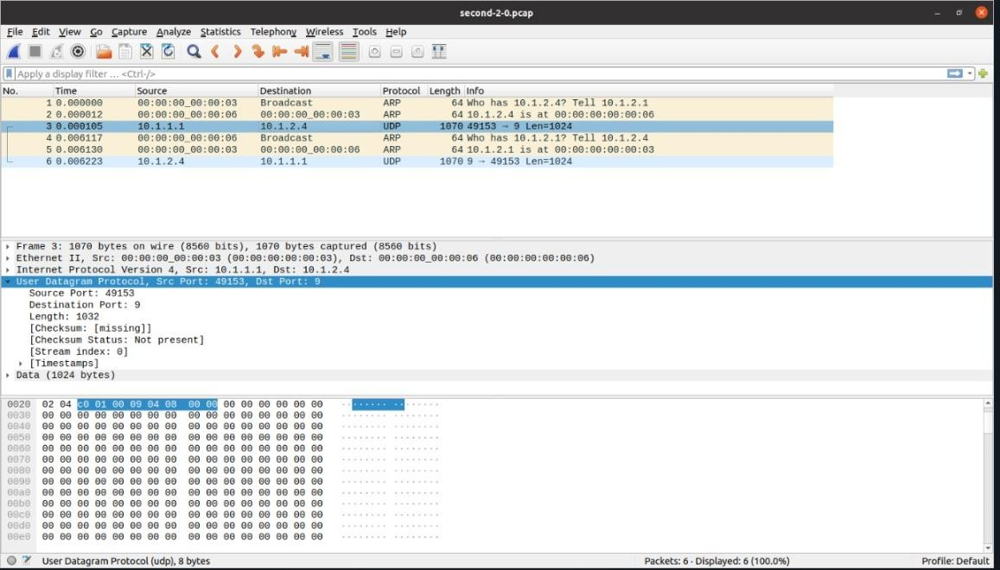 second-2-0.pcap
File Edit View Go Capture Analyze Statistics Telephony Wireless Tools Help
Apply a display filter ... <Ctrl-/>
No. Time Source Destination Protocol Length Info
1 0.000000 00:00:00_00:00:03 Broadcast ARP 64 Who has 10.1.2.4? Tell 10.1.2.1
2 0.000012 00:00:00_00:00:06 00:00:00_00:00:03 ARP 64 10.1.2.4 is at 00:00:00:00:00:06
3 0.000105 10.1.1.1 10.1.2.4 UDP 1070 49153 → 9 Len=1024
4 0.006117 00:00:00_00:00:06 Broadcast ARP 64 Who has 10.1.2.1? Tell 10.1.2.4
5 0.006130 00:00:00_00:00:03 00:00:00_00:00:06 ARP 64 10.1.2.1 is at 00:00:00:00:00:03
6 0.006223 10.1.2.4 10.1.1.1 UDP 1070 9 → 49153 Len=1024
Frame 3: 1070 bytes on wire (8560 bits), 1070 bytes captured (8560 bits)
Ethernet II, Src: 00:00:00_00:00:03 (00:00:00:00:00:03), Dst: 00:00:00_00:00:06 (00:00:00:00:00:06)
Internet Protocol Version 4, Src: 10.1.1.1, Dst: 10.1.2.4
User Datagram Protocol, Src Port: 49153, Dst Port: 9
Source Port: 49153
Destination Port: 9
Length: 1032
[Checksum: [missing]]
[Checksum Status: Not present]
[Stream index: 0]
[Timestamps]
Data (1024 bytes)
0020 02 04 c0 01 00 09 04 08 00 00 00 00 00 00 00 00 ················
0030 00 00 00 00 00 00 00 00 00 00 00 00 00 00 00 00 ················
0040 00 00 00 00 00 00 00 00 00 00 00 00 00 00 00 00 ················
0050 00 00 00 00 00 00 00 00 00 00 00 00 00 00 00 00 ················
0060 00 00 00 00 00 00 00 00 00 00 00 00 00 00 00 00 ················
0070 00 00 00 00 00 00 00 00 00 00 00 00 00 00 00 00 ················
0080 00 00 00 00 00 00 00 00 00 00 00 00 00 00 00 00 ················
0090 00 00 00 00 00 00 00 00 00 00 00 00 00 00 00 00 ················
00a0 00 00 00 00 00 00 00 00 00 00 00 00 00 00 00 00 ················
00b0 00 00 00 00 00 00 00 00 00 00 00 00 00 00 00 00 ················
00c0 00 00 00 00 00 00 00 00 00 00 00 00 00 00 00 00 ················
00d0 00 00 00 00 00 00 00 00 00 00 00 00 00 00 00 00 ················
00e0 00 00 00 00 00 00 00 00 00 00 00 00 00 00 00 00 ················
User Datagram Protocol (udp), 8 bytes Packets: 6 · Displayed: 6 (100.0%) Profile: Default